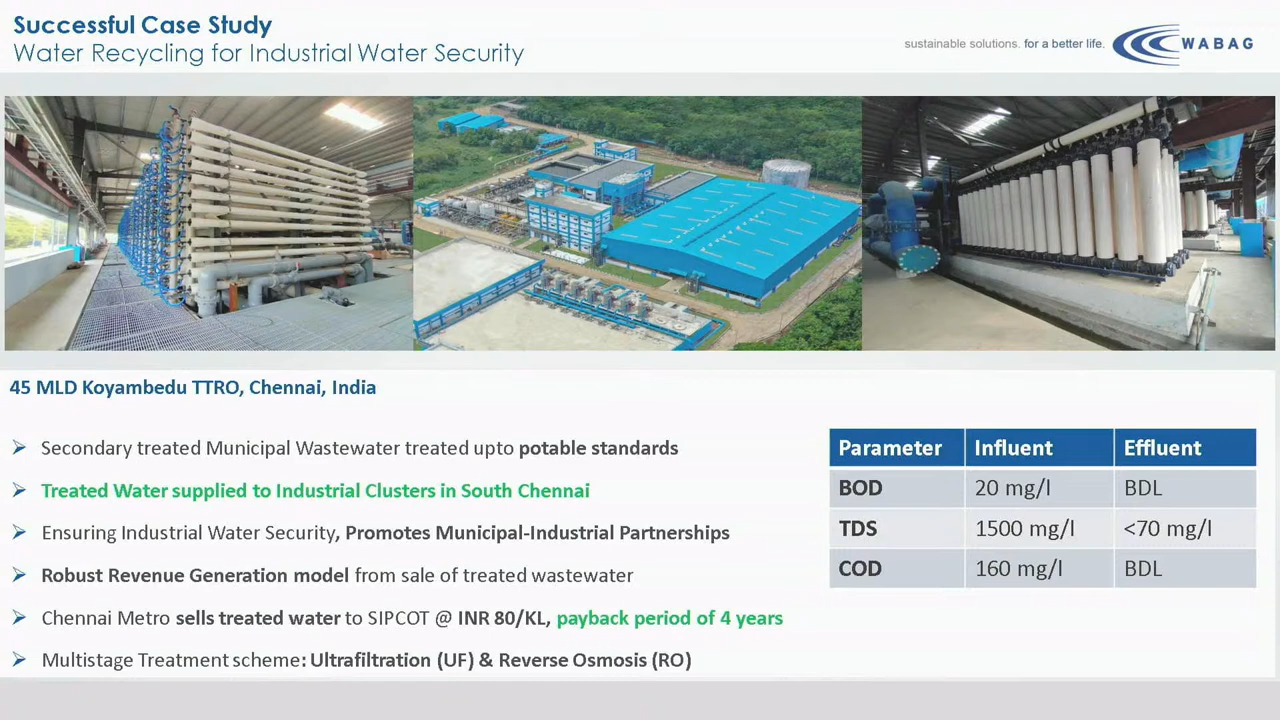 Successful Case Study
Water Recycling for Industrial Water Security
sustainable solutions. for a better life.
WABAG
45 MLD Koyambedu TTRO, Chennai, India
Secondary treated Municipal Wastewater treated upto potable standards
Treated Water supplied to Industrial Clusters in South Chennai
Ensuring Industrial Water Security, Promotes Municipal-Industrial Partnerships
Robust Revenue Generation model from sale of treated wastewater
Chennai Metro sells treated water to SIPCOT @ INR 80/KL, payback period of 4 years
Multistage Treatment scheme: Ultrafiltration (UF) & Reverse Osmosis (RO)
Parameter Influent Effluent
BOD 20 mg/l BDL
TDS 1500 mg/l <70 mg/l
COD 160 mg/l BDL